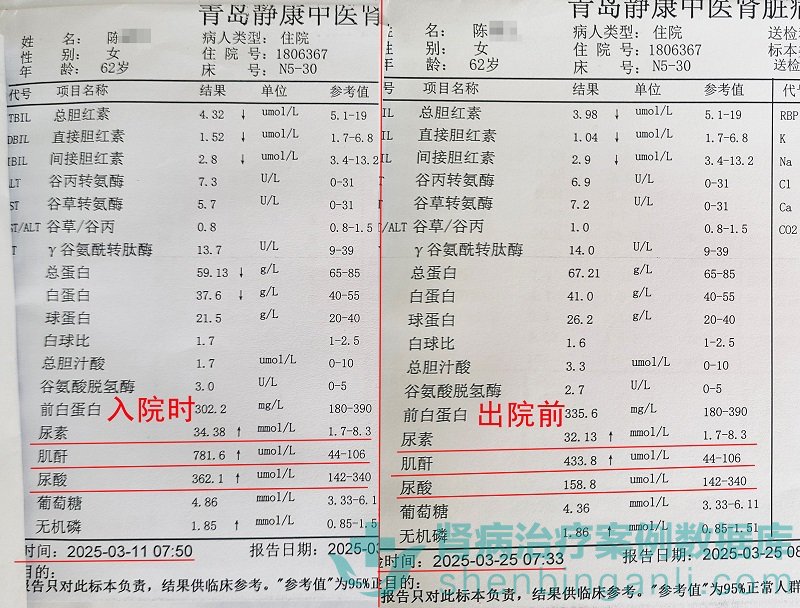 青岛静康中医肾
姓 名: 陈
性 别: 女
年 龄: 62岁
病人类型: 住院
住 院 号: 1806367
床 号: N5-30
代号 项目名称 结果 单位 参考值
TBIL 总胆红素 4.32 ↓ umol/L 5.1-19
DBIL 直接胆红素 1.52 ↓ umol/L 1.7-6.8
IBIL 间接胆红素 2.8 ↓ umol/L 3.4-13.2
ALT 谷丙转氨酶 7.3 U/L 0-31
ST 谷草转氨酶 5.7 U/L 0-31
ST/ALT 谷草/谷丙 0.8 0.8-1.5
T γ谷氨酰转肽酶 13.7 U/L 9-39
总蛋白 59.13 ↓ g/L 65-85
白蛋白 37.6 ↓ g/L 40-55
球蛋白 21.5 g/L 20-40
白球比 1.7 1-2.5
总胆汁酸 1.7 umol/L 0-10
谷氨酸脱氢酶 3.0 U/L 0-5
前白蛋白 302.2 mg/L 180-390
入院时
尿素 34.38 ↑ mmol/L 1.7-8.3
肌酐 781.6 ↑ umol/L 44-106
尿酸 362.1 ↑ umol/L 142-340
葡萄糖 4.86 mmol/L 3.33-6.1
无机磷 1.85 ↑ mmol/L 0.85-1.5
时间: 2025-03-11 07:50 报告日期: 2025-03
目的:
报告只对此标本负责，结果供临床参考。"参考值"为95%正
青岛静康中医肾脏病
名: 陈
别: 女
龄: 62岁
病人类型: 住院
住 院 号: 1806367
床 号: N5-30
送检
标本
送检
项目名称 结果 单位 参考值 代号
IL 总胆红素 3.98 ↓ umol/L 5.1-19 RBP
IL 直接胆红素 1.04 ↓ umol/L 1.7-6.8 K
IL 间接胆红素 2.9 ↓ umol/L 3.4-13.2 Na
谷丙转氨酶 6.9 U/L 0-31 Cl
谷草转氨酶 7.2 U/L 0-31 Ca
/ALT 谷草/谷丙 1.0 0.8-1.5 CO2
γ谷氨酰转肽酶 14.0 U/L 9-39
总蛋白 67.21 g/L 65-85
白蛋白 41.0 g/L 40-55
球蛋白 26.2 g/L 20-40
白球比 1.6 1-2.5
总胆汁酸 3.3 umol/L 0-10
谷氨酸脱氢酶 2.7 U/L 0-5
前白蛋白 335.6 mg/L 180-390
出院前
尿素 32.13 ↑ mmol/L 1.7-8.3
肌酐 433.8 ↑ umol/L 44-106
尿酸 158.8 umol/L 142-340
葡萄糖 4.36 mmol/L 3.33-6.11
无机磷 1.86 ↑ mmol/L 0.85-1.51
时间: 2025-03-25 07:33 报告日期: 2025-03-25 08
目的:
报告只对此标本负责，结果供临床参考。"参考值"为95%正常人群
肾病治疗案例数据库
shenbinganli.com